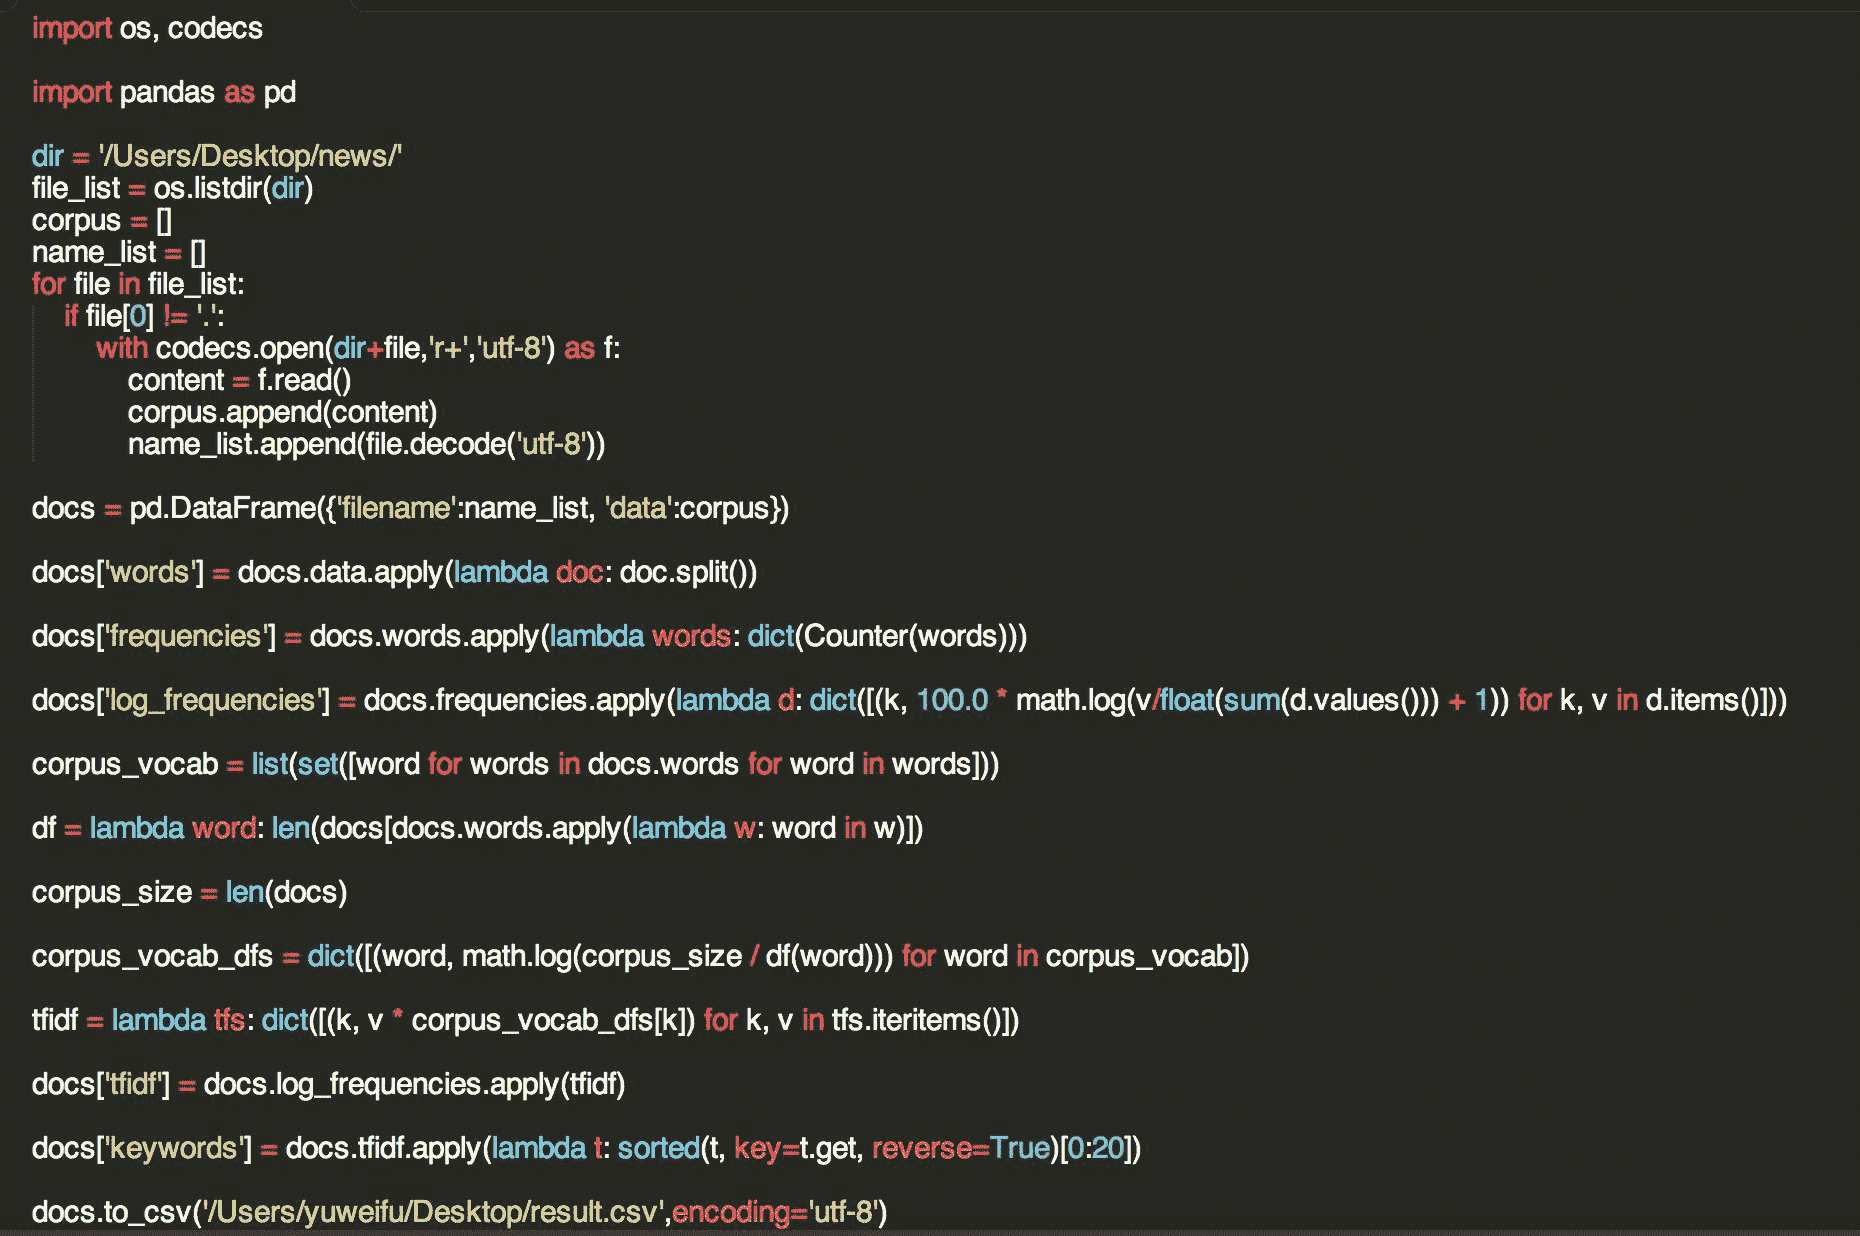 import os, codecs
import pandas as pd
dir = '/Users/Desktop/news/'
file_list = os.listdir(dir)
corpus = []
name_list = []
for file in file_list:
    if file[0] != '.':
        with codecs.open(dir+file,'r+','utf-8') as f:
            content = f.read()
            corpus.append(content)
            name_list.append(file.decode('utf-8'))
docs = pd.DataFrame({'filename':name_list, 'data':corpus})
docs['words'] = docs.data.apply(lambda doc: doc.split())
docs['frequencies'] = docs.words.apply(lambda words: dict(Counter(words)))
docs['log_frequencies'] = docs.frequencies.apply(lambda d: dict([(k, 100.0 * math.log(v/float(sum(d.values())) + 1)) for k, v in d.items()]))
corpus_vocab = list(set([word for words in docs.words for word in words]))
df = lambda word: len(docs[docs.words.apply(lambda w: word in w)])
corpus_size = len(docs)
corpus_vocab_dfs = dict([(word, math.log(corpus_size / df(word))) for word in corpus_vocab])
tfidf = lambda tfs: dict([(k, v * corpus_vocab_dfs[k]) for k, v in tfs.iteritems()])
docs['tfidf'] = docs.log_frequencies.apply(tfidf)
docs['keywords'] = docs.tfidf.apply(lambda t: sorted(t, key=t.get, reverse=True)[0:20])
docs.to_csv('/Users/yuweifu/Desktop/result.csv',encoding='utf-8')